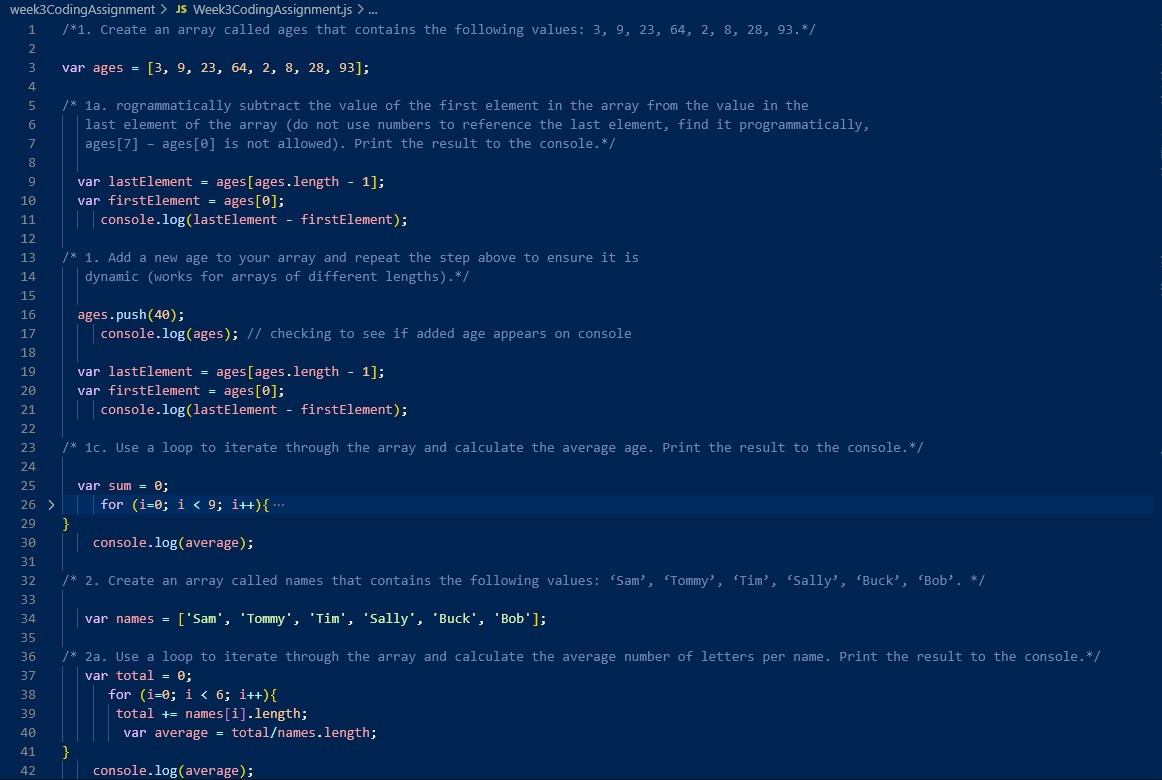 week3CodingAssignment > JS Week3CodingAssignment.js > ...
1 /*1. Create an array called ages that contains the following values: 3, 9, 23, 64, 2, 8, 28, 93.*/
2
3 var ages = [3, 9, 23, 64, 2, 8, 28, 93];
4
5 /* 1a. rogrammatically subtract the value of the first element in the array from the value in the
6 last element of the array (do not use numbers to reference the last element, find it programmatically,
7 ages[7] – ages[0] is not allowed). Print the result to the console.*/
8
9 var lastElement = ages[ages.length - 1];
10 var firstElement = ages[0];
11 console.log(lastElement - firstElement);
12
13 /* 1. Add a new age to your array and repeat the step above to ensure it is
14 dynamic (works for arrays of different lengths).*/
15
16 ages.push(40);
17 console.log(ages); // checking to see if added age appears on console
18
19 var lastElement = ages[ages.length - 1];
20 var firstElement = ages[0];
21 console.log(lastElement - firstElement);
22
23 /* 1c. Use a loop to iterate through the array and calculate the average age. Print the result to the console.*/
24
25 var sum = 0;
26 > for (i=0; i < 9; i++){ ...
29 }
30 console.log(average);
31
32 /* 2. Create an array called names that contains the following values: ‘Sam’, ‘Tommy’, ‘Tim’, ‘Sally’, ‘Buck’, ‘Bob’. */
33
34 var names = ['Sam', 'Tommy', 'Tim', 'Sally', 'Buck', 'Bob'];
35
36 /* 2a. Use a loop to iterate through the array and calculate the average number of letters per name. Print the result to the console.*/
37 var total = 0;
38 for (i=0; i < 6; i++){
39 total += names[i].length;
40 var average = total/names.length;
41 }
42 console.log(average);